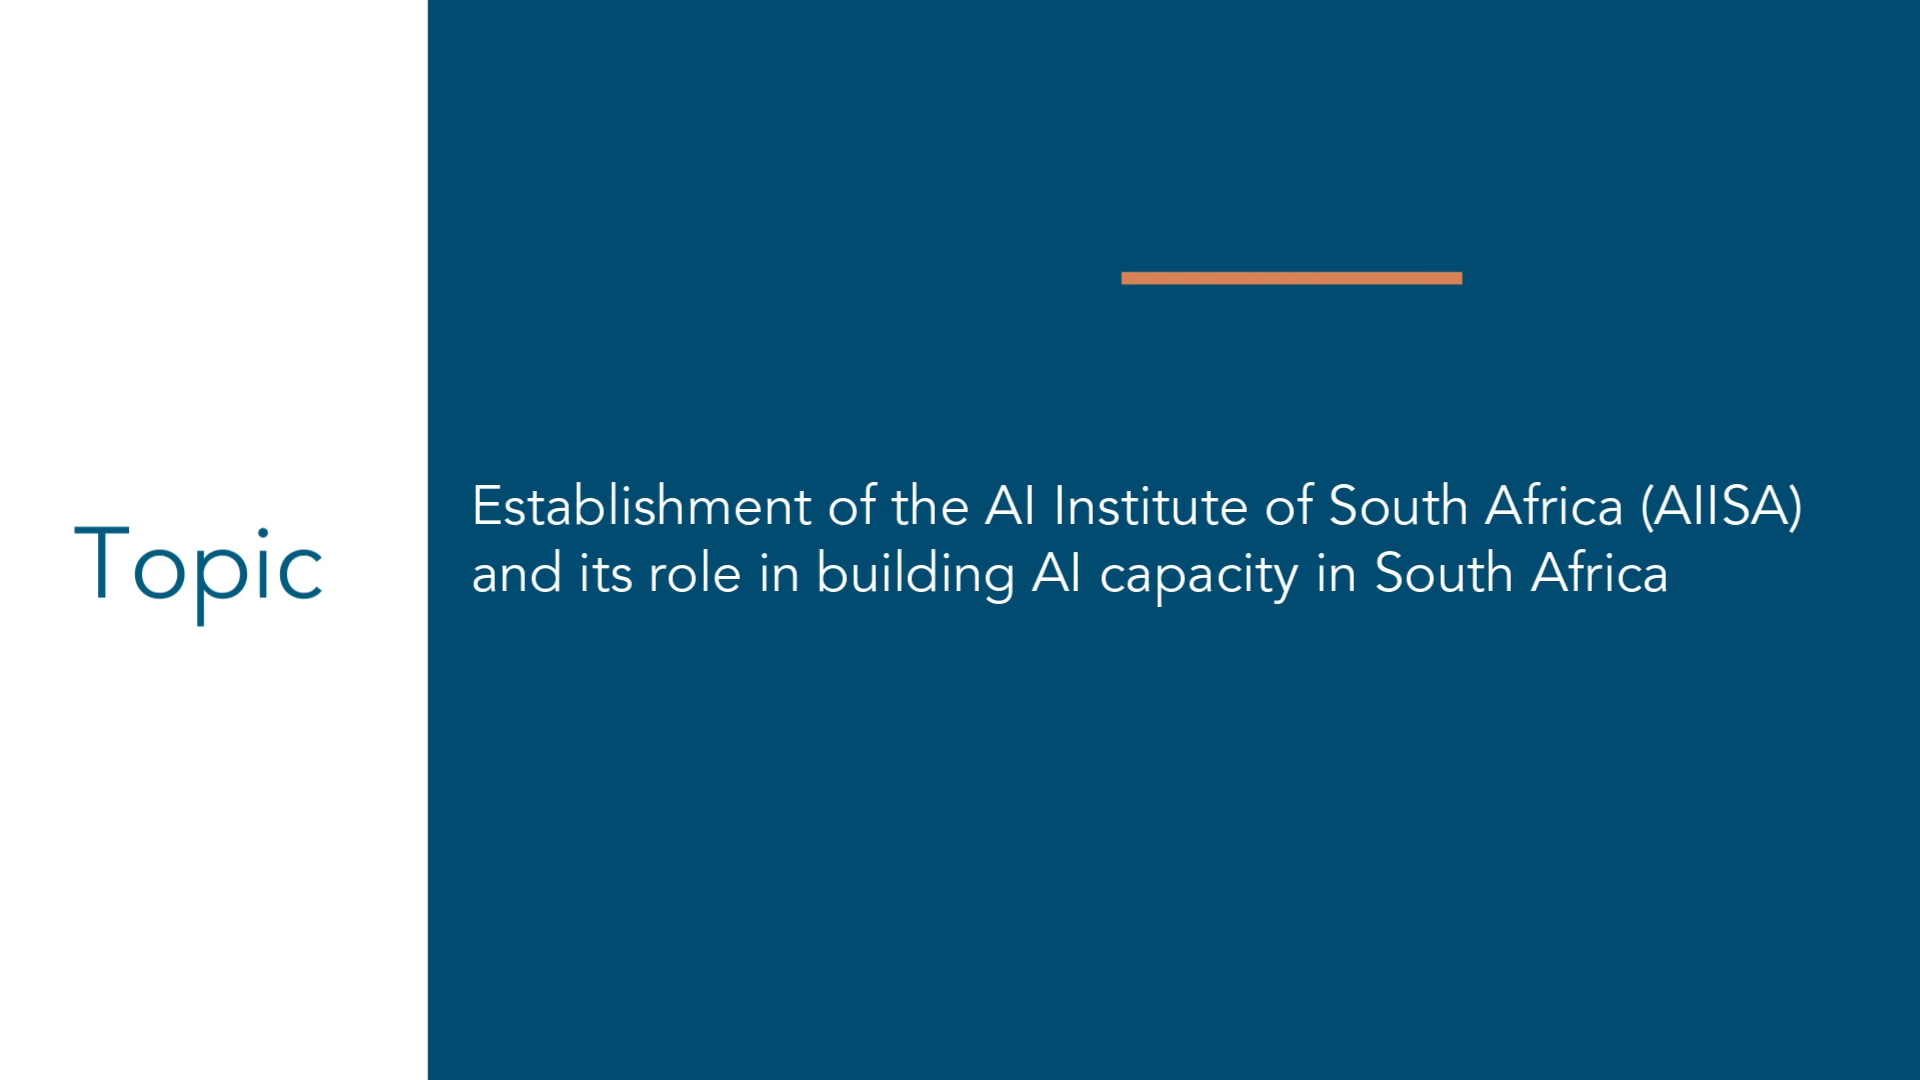 Topic
Establishment of the AI Institute of South Africa (AIISA)
and its role in building AI capacity in South Africa